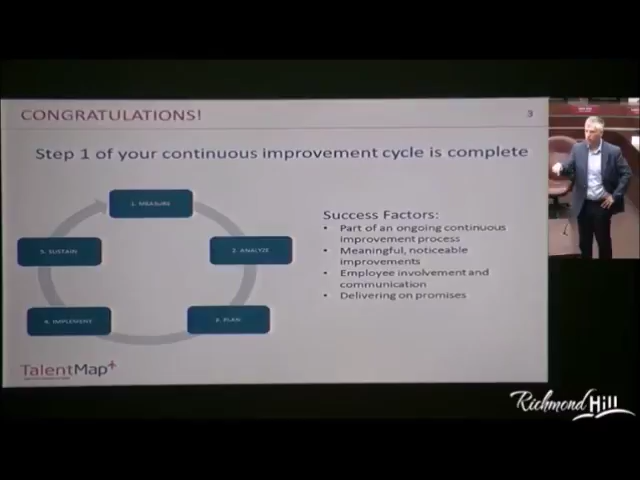 CONGRATULATIONS!
3
Step 1 of your continuous improvement cycle is complete
1. MEASURE
2. ANALYZE
3. PLAN
4. IMPLEMENT
5. SUSTAIN
Success Factors:
• Part of an ongoing continuous
improvement process
• Meaningful, noticeable
improvements
• Employee involvement and
communication
• Delivering on promises
TalentMap+
Richmond Hill